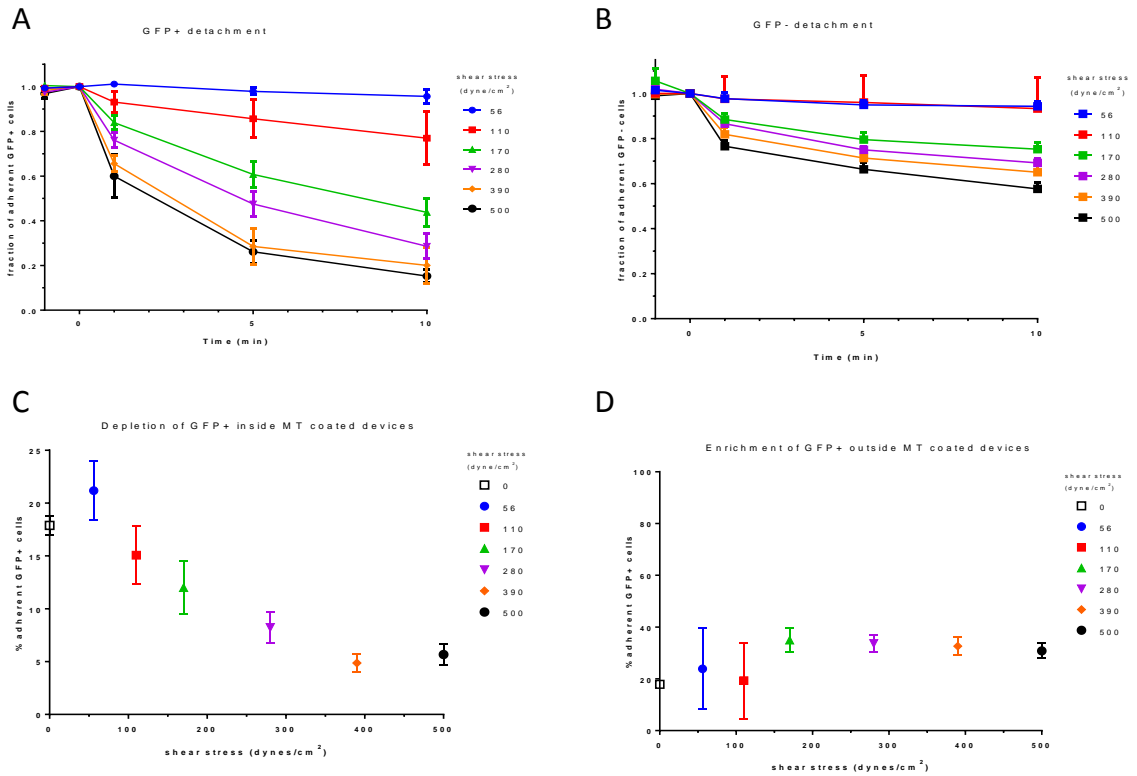 A
GFP+ detachment
fraction of adherent GFP+ cells
1.0
0.8
0.6
0.4
0.2
0.0
0
5
10
Time (min)
shear stress
(dyne/cm²)
56
110
170
280
390
500
B
GFP- detachment
fraction of adherent GFP- cells
1.0
0.8
0.6
0.4
0.2
0.0
0
5
10
Time (min)
shear stress
(dyne/cm²)
56
110
170
280
390
500
C
Depletion of GFP+ inside MT coated devices
% adherent GFP+ cells
25
20
15
10
5
0
0
100
200
300
400
500
shear stress (dynes/cm²)
shear stress
(dyne/cm²)
0
56
110
170
280
390
500
D
Enrichment of GFP+ outside MT coated devices
% adherent GFP+ cells
100
80
60
40
20
0
0
100
200
300
400
500
shear stress (dynes/cm²)
shear stress
(dyne/cm²)
0
56
110
170
280
390
500